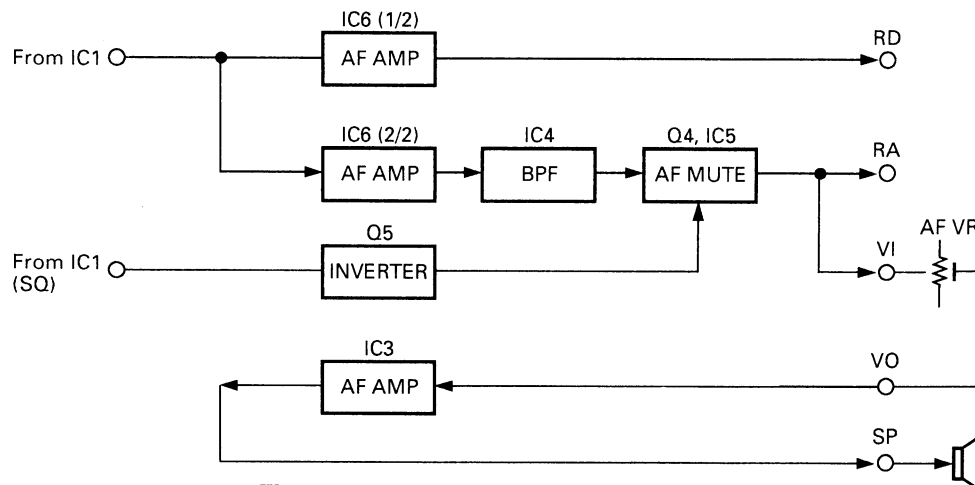 IC6 (1/2)
From IC1
AF AMP
RD
IC6 (2/2)
IC4
Q4, IC5
AF AMP
BPF
AF MUTE
RA
Q5
AF VR
From IC1
(SQ)
INVERTER
VI
IC3
AF AMP
VO
SP